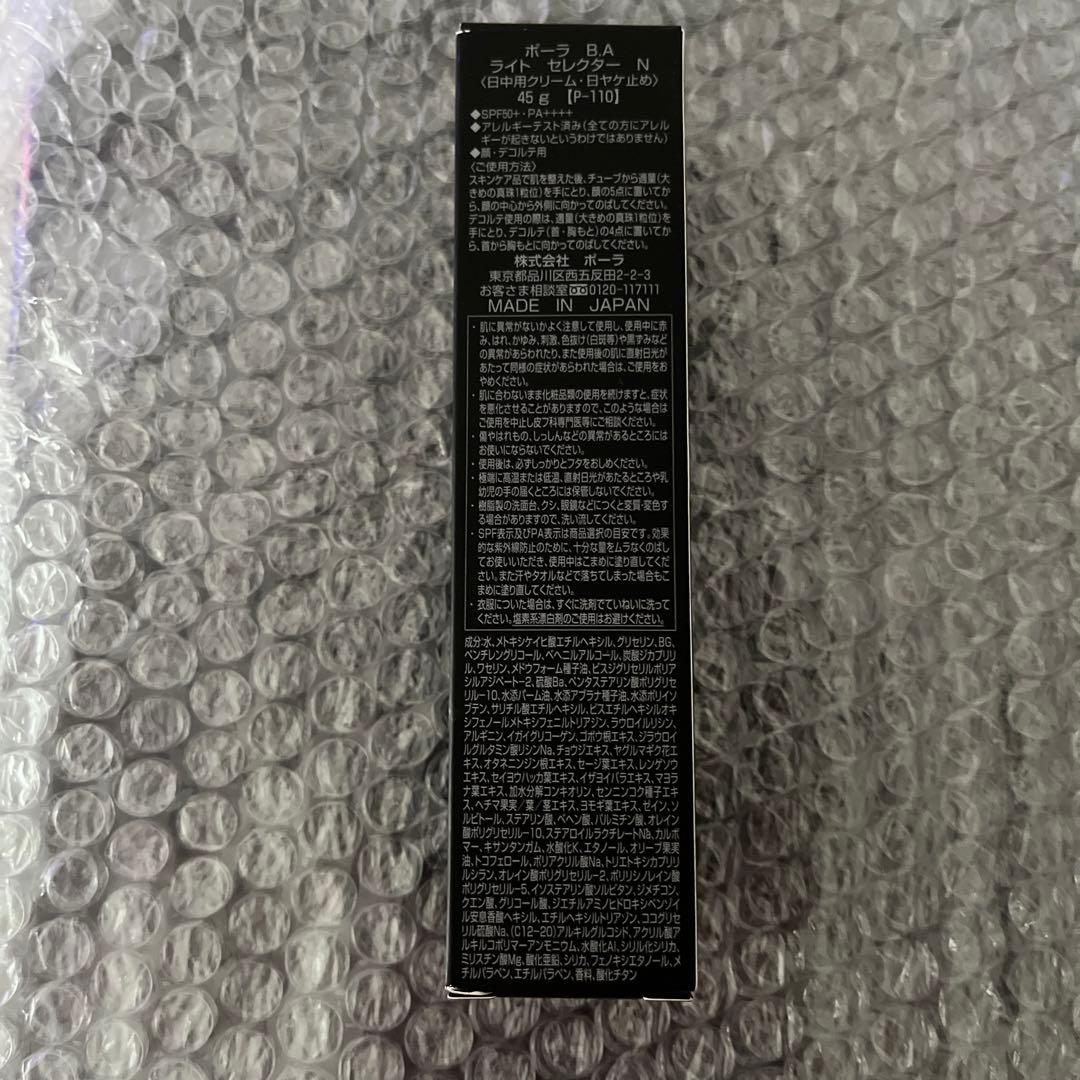 ポーラ B.A
ライト セレクター N
〈日中用クリーム・日ヤケ止め〉
45g 【P-110】
◆SPF50+・PA++++
◆アレルギーテスト済み(全ての方にアレル
ギーが起きないというわけではありません)
◆顔・デコルテ用
〈ご使用方法〉
スキンケア品で肌を整えた後、チューブから適量(大
きめの真珠1粒位)を手にとり、顔の5点に置いてか
ら、顔の中心から外側に向かってのばしてください。
デコルテ使用の際は、適量(大きめの真珠1粒位)を
手にとり、デコルテ(首・胸もと)の4点に置いてか
ら、首から胸もとに向かってのばしてください。
株式会社 ポーラ
東京都品川区西五反田2-2-3
お客さま相談室 0120-117111
MADE IN JAPAN
・肌に異常がないかよく注意して使用し、使用中に赤
み、はれ、かゆみ、刺激、色抜け(白斑等)や黒ずみなど
の異常があらわれたり、また使用後の肌に直射日光が
あたって同様の症状があらわれた場合は、ご使用をお
やめください。
・肌に合わないまま化粧品類の使用を続けますと、症状
を悪化させることがありますので、このような場合は
ご使用を中止し皮フ科専門医等にご相談ください。
・傷やはれもの、しっしんなどの異常があるところには
お使いにならないでください。
・使用後は、必ずしっかりとフタをおしめください。
・極端に高温または低温、直射日光があたるところや乳
幼児の手の届くところには保管しないでください。
・樹脂製の洗面台、クシ、眼鏡などにつくと変質・変色す
る場合がありますので、洗い流してください。
・SPF表示及びPA表示は商品選択の目安です。効果
的な紫外線防止のために、十分な量をムラなくのばし
てお使いいただき、使用中はこまめに塗り直してくだ
さい。また汗やタオルなどで落ちてしまった場合もこ
まめに塗り直してください。
・衣服についた場合は、すぐに洗剤でていねいに洗って
ください。塩素系漂白剤のご使用はお避けください。
成分:水、メトキシケイヒ酸エチルヘキシル、グリセリン、BG、
ペンチレングリコール、ベヘニルアルコール、炭酸ジカプリ
ル、ワセリン、メドウフォーム種子油、ビスジグリセリルポリア
シルアジペート-2、硫酸Ba、ペンタステアリン酸ポリグリセ
リル-10、水添パーム油、水添アブラナ種子油、水添ポリイソ
ブテン、サリチル酸エチルヘキシル、ビスエチルヘキシルオキ
シフェノールメトキシフェニルトリアジン、ラウロイルリシン、
アルギニン、イガイグリコーゲン、ゴボウ根エキス、ジラウロイ
ルグルタミン酸リシンNa、チョウジエキス、ヤグルマギク花エ
キス、オタネニンジン根エキス、セージ葉エキス、レンゲソウ
エキス、セイヨウハッカ葉エキス、イザヨイバラエキス、マヨラ
ナ葉エキス、加水分解コンキオリン、センニンコク種子エキ
ス、ヘチマ果実／葉／茎エキス、ヨモギ葉エキス、ゼイン、ソ
ルビトール、ステアリン酸、ベヘン酸、パルミチン酸、オレイン
酸ポリグリセリル-10、ステアロイルラクチレートNa、カルボ
マー、キサンタンガム、水酸化K、エタノール、オリーブ果実
油、トコフェロール、ポリアクリル酸Na、トリエトキシカプリリ
ルシラン、オレイン酸ポリグリセリル-2、ポリリシノレイン酸
ポリグリセリル-5、イソステアリン酸ソルビタン、ジメチコン、
クエン酸、グリコール酸、ジエチルアミノヒドロキシベンゾイ
ル安息香酸ヘキシル、エチルヘキシルトリアゾン、ココグリセ
リル硫酸Na、(C12-20)アルキルグルコシド、アクリル酸ア
ルキルコポリマーアンモニウム、水酸化Al、シリル化シリカ、
ミリスチン酸Mg、酸化亜鉛、シリカ、フェノキシエタノール、メ
チルパラベン、エチルパラベン、香料、酸化チタン